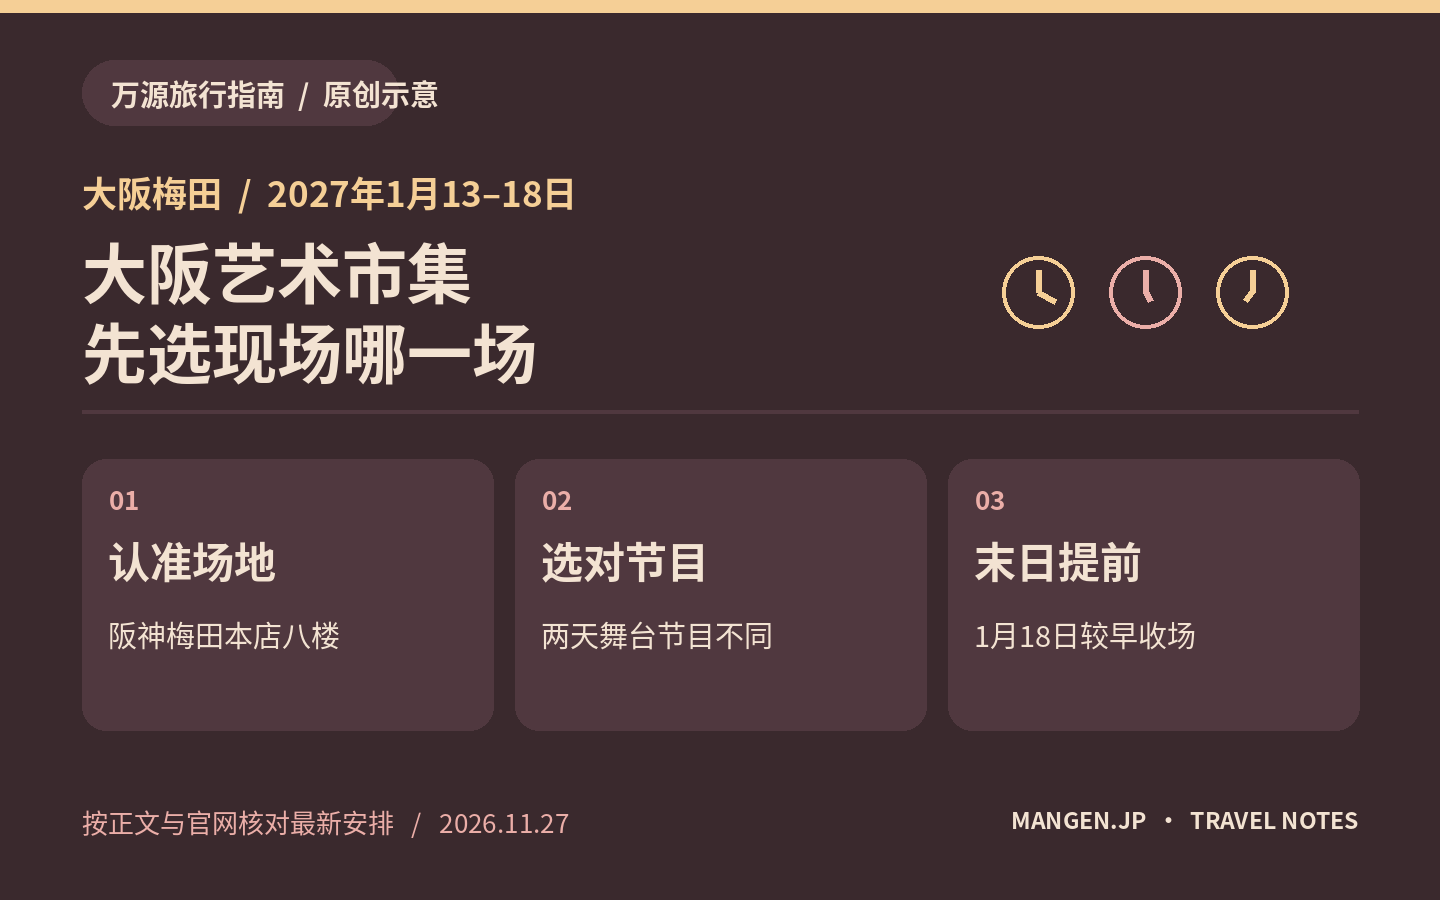 万源旅行指南 / 原创示意
大阪梅田 / 2027年1月13–18日
大阪艺术市集
先选现场哪一场
01
认准场地
阪神梅田本店八楼
02
选对节目
两天舞台节目不同
03
末日提前
1月18日较早收场
按正文与官网核对最新安排 / 2026.11.27
MANGEN.JP • TRAVEL NOTES